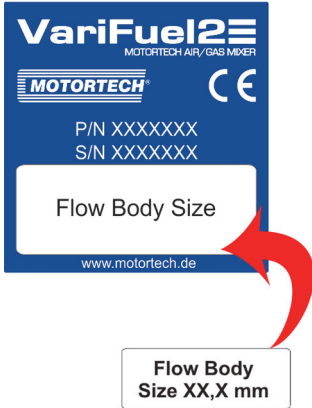 VariFuel2
MOTORTECH AIR/GAS MIXER
MOTORTECH®
CE
P/N XXXXXXX
S/N XXXXXXX
Flow Body Size
www.motortech.de
Flow Body
Size XX,X mm